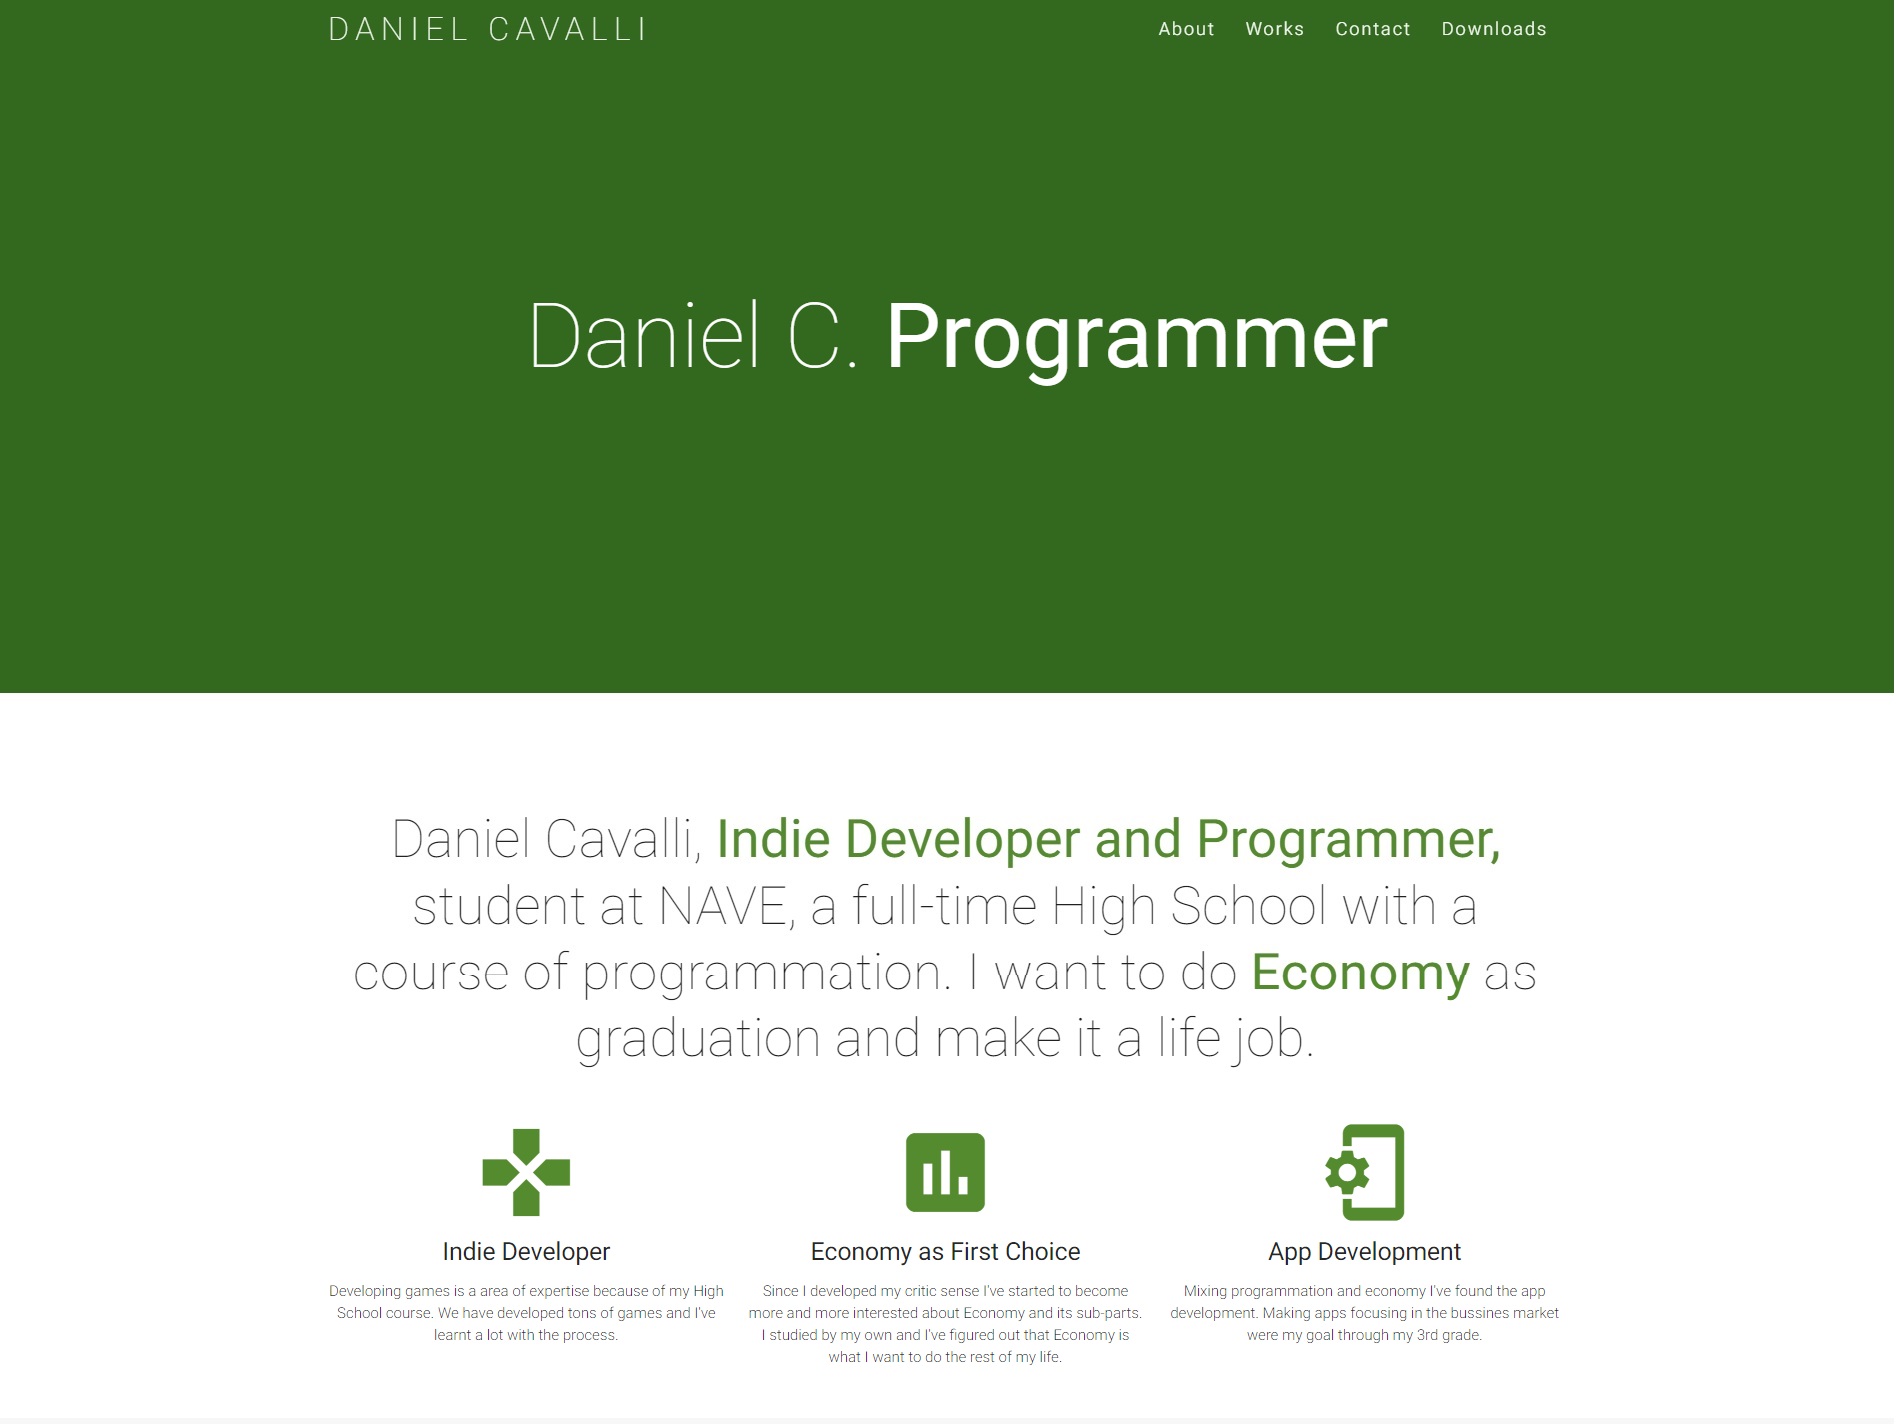 DANIEL CAVALLI
About Works Contact Downloads
Daniel C. Programmer
Daniel Cavalli, Indie Developer and Programmer,
student at NAVE, a full-time High School with a
course of programmation. I want to do Economy as
graduation and make it a life job.
Indie Developer
Developing games is a area of expertise because of my High
School course. We have developed tons of games and I've
learnt a lot with the process.
Economy as First Choice
Since I developed my critic sense I've started to become
more and more interested about Economy and its sub-parts.
I studied by my own and I've figured out that Economy is
what I want to do the rest of my life.
App Development
Mixing programmation and economy I've found the app
development. Making apps focusing in the bussines market
were my goal through my 3rd grade.